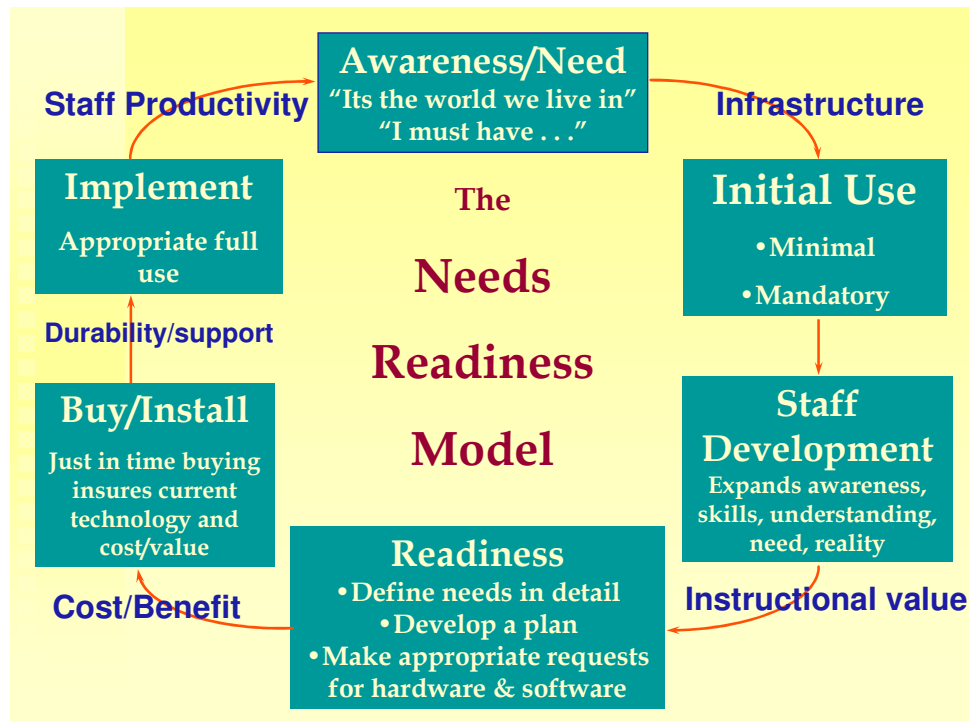 Awareness/Need
“Its the world we live in”
“I must have . . .”
Infrastructure
Initial Use
•Minimal
•Mandatory
Staff
Development
Expands awareness,
skills, understanding,
need, reality
Instructional value
Readiness
•Define needs in detail
•Develop a plan
•Make appropriate requests
for hardware & software
Cost/Benefit
Buy/Install
Just in time buying
insures current
technology and
cost/value
Durability/support
Implement
Appropriate full
use
Staff Productivity
The
Needs
Readiness
Model